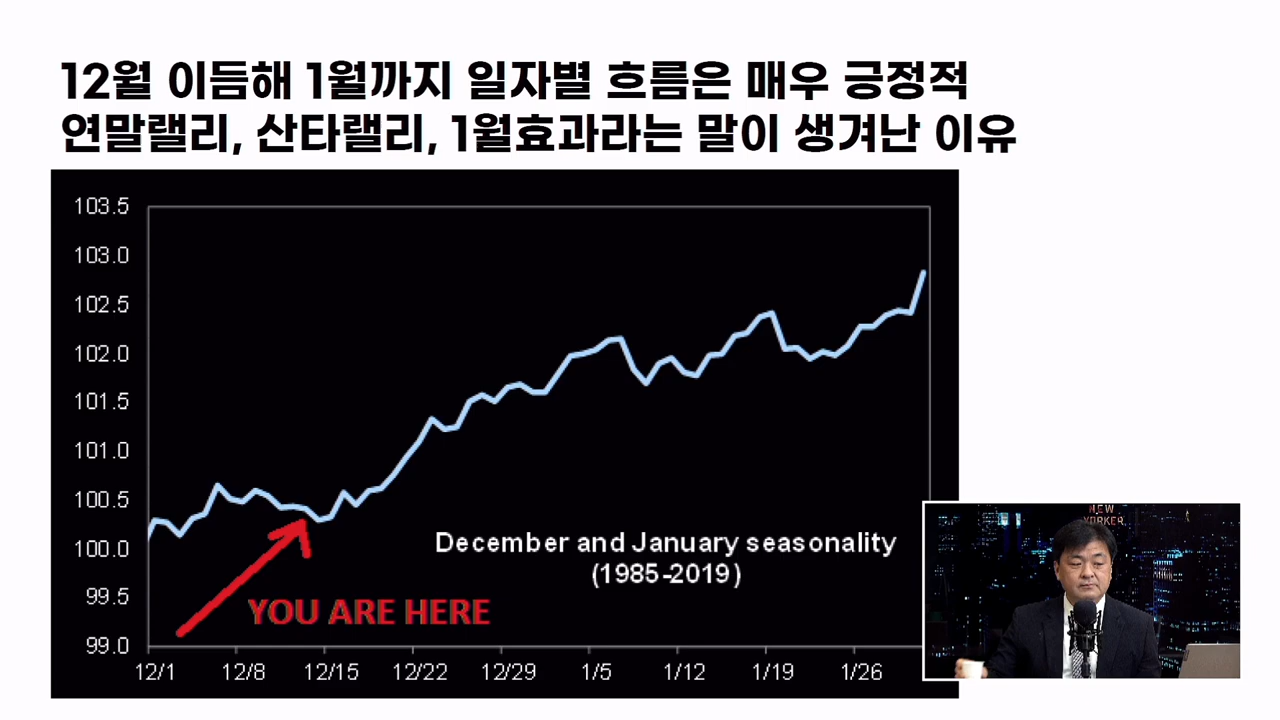 12월 이듬해 1월까지 일자별 흐름은 매우 긍정적
연말랠리, 산타랠리, 1월효과라는 말이 생겨난 이유
103.5
103.0
102.5
102.0
101.5
101.0
100.5
100.0
99.5
99.0
December and January seasonality
(1985-2019)
YOU ARE HERE
12/1 12/8 12/15 12/22 12/29 1/5 1/12 1/19 1/26
NEW
YORKER